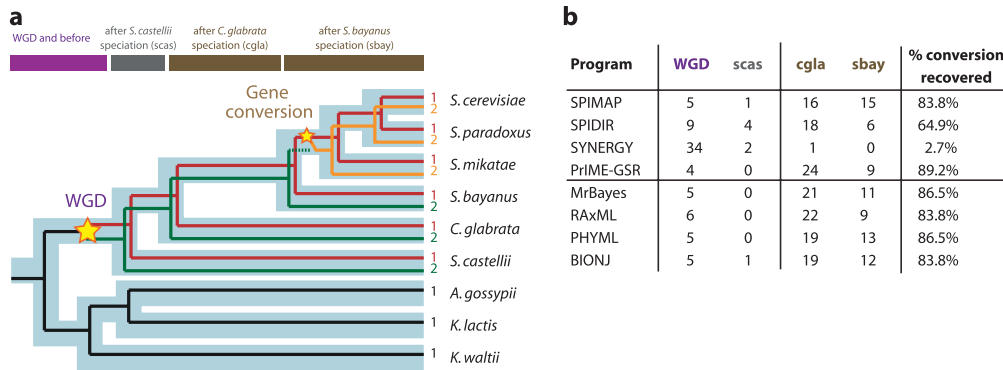 a
WGD and before
after S. castellii
speciation (scas)
after C. glabrata
speciation (cgla)
after S. bayanus
speciation (sbay)
Gene
conversion
WGD
1
2
S. cerevisiae
1
2
S. paradoxus
1
2
S. mikatae
1
2
S. bayanus
1
2
C. glabrata
1
2
S. castellii
1 A. gossypii
1 K. lactis
1 K. waltii
b
Program WGD scas cgla sbay % conversion recovered
SPIMAP 5 1 16 15 83.8%
SPIDIR 9 4 18 6 64.9%
SYNERGY 34 2 1 0 2.7%
PrIME-GSR 4 0 24 9 89.2%
MrBayes 5 0 21 11 86.5%
RAxML 6 0 22 9 83.8%
PHYML 5 0 19 13 86.5%
BIONJ 5 1 19 12 83.8%